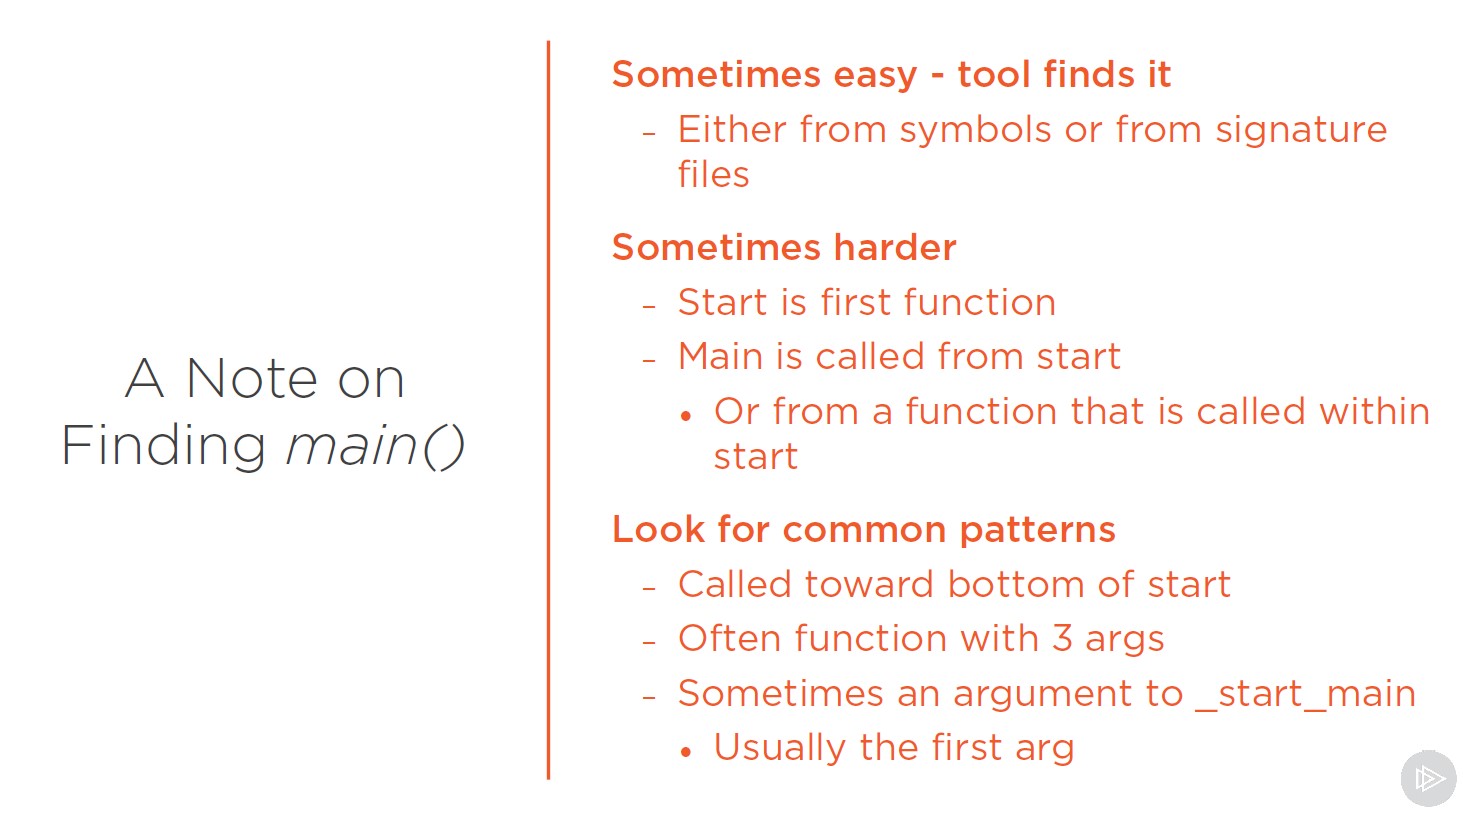 A Note on
Finding main()
Sometimes easy - tool finds it
– Either from symbols or from signature
files
Sometimes harder
– Start is first function
– Main is called from start
• Or from a function that is called within
start
Look for common patterns
– Called toward bottom of start
– Often function with 3 args
– Sometimes an argument to _start_main
• Usually the first arg